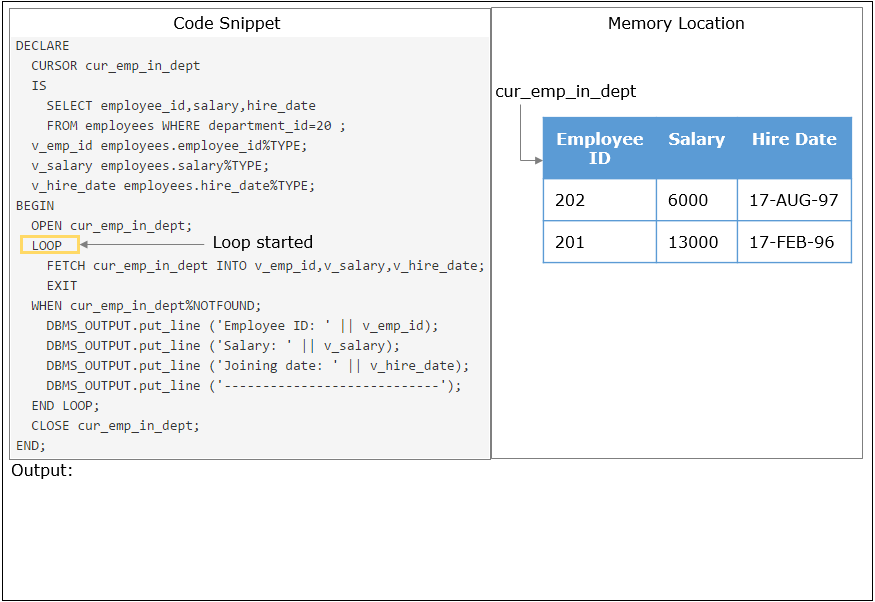 Code Snippet
DECLARE
CURSOR cur_emp_in_dept
IS
SELECT employee_id,salary,hire_date
FROM employees WHERE department_id=20 ;
v_emp_id employees.employee_id%TYPE;
v_salary employees.salary%TYPE;
v_hire_date employees.hire_date%TYPE;
BEGIN
OPEN cur_emp_in_dept;
LOOP
Loop started
FETCH cur_emp_in_dept INTO v_emp_id,v_salary,v_hire_date;
EXIT
WHEN cur_emp_in_dept%NOTFOUND;
DBMS_OUTPUT.put_line ('Employee ID: ' || v_emp_id);
DBMS_OUTPUT.put_line ('Salary: ' || v_salary);
DBMS_OUTPUT.put_line ('Joining date: ' || v_hire_date);
DBMS_OUTPUT.put_line ('----------------------------');
END LOOP;
CLOSE cur_emp_in_dept;
END;
Memory Location
cur_emp_in_dept
Employee ID Salary Hire Date
202 6000 17-AUG-97
201 13000 17-FEB-96
Output: